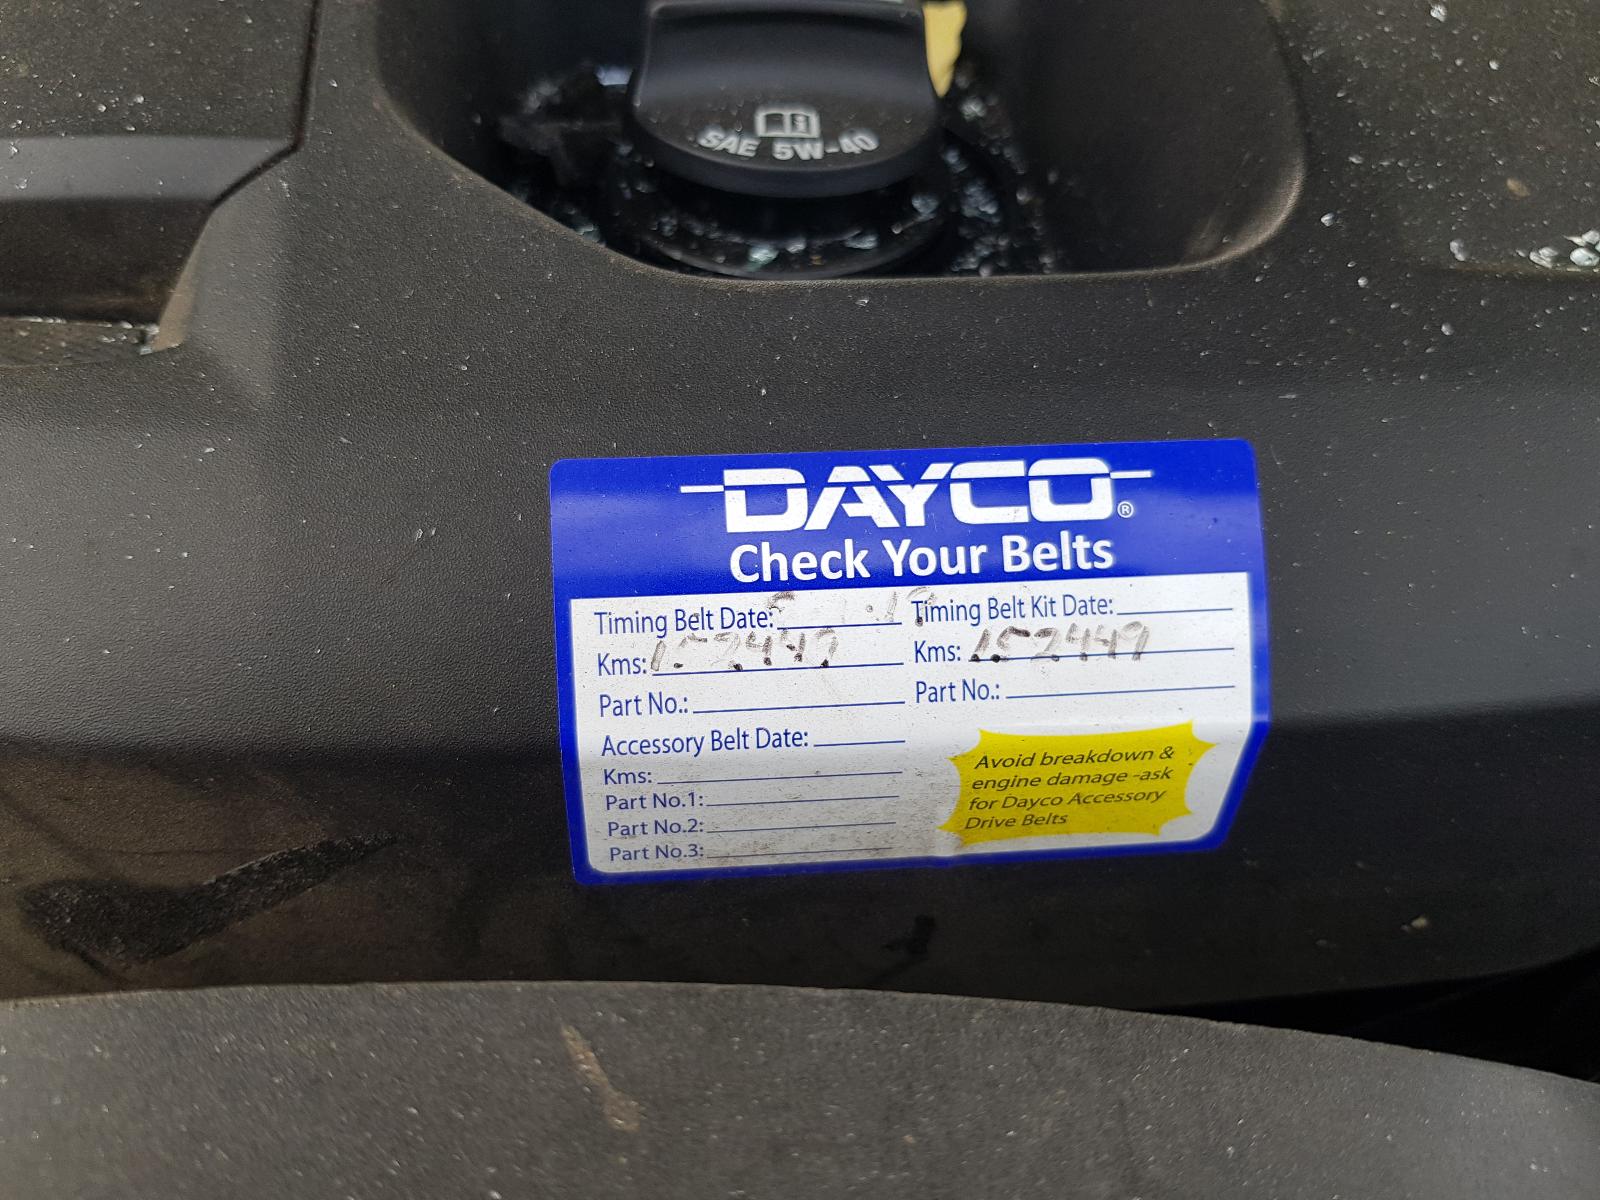 SAE 5W-40
DAYCO®
Check Your Belts
Timing Belt Date: Timing Belt Kit Date:
Kms: 152449 Kms: 152449
Part No.: Part No.:
Accessory Belt Date:
Kms:
Part No.1:
Part No.2:
Part No.3:
Avoid breakdown &
engine damage -ask
for Dayco Accessory
Drive Belts